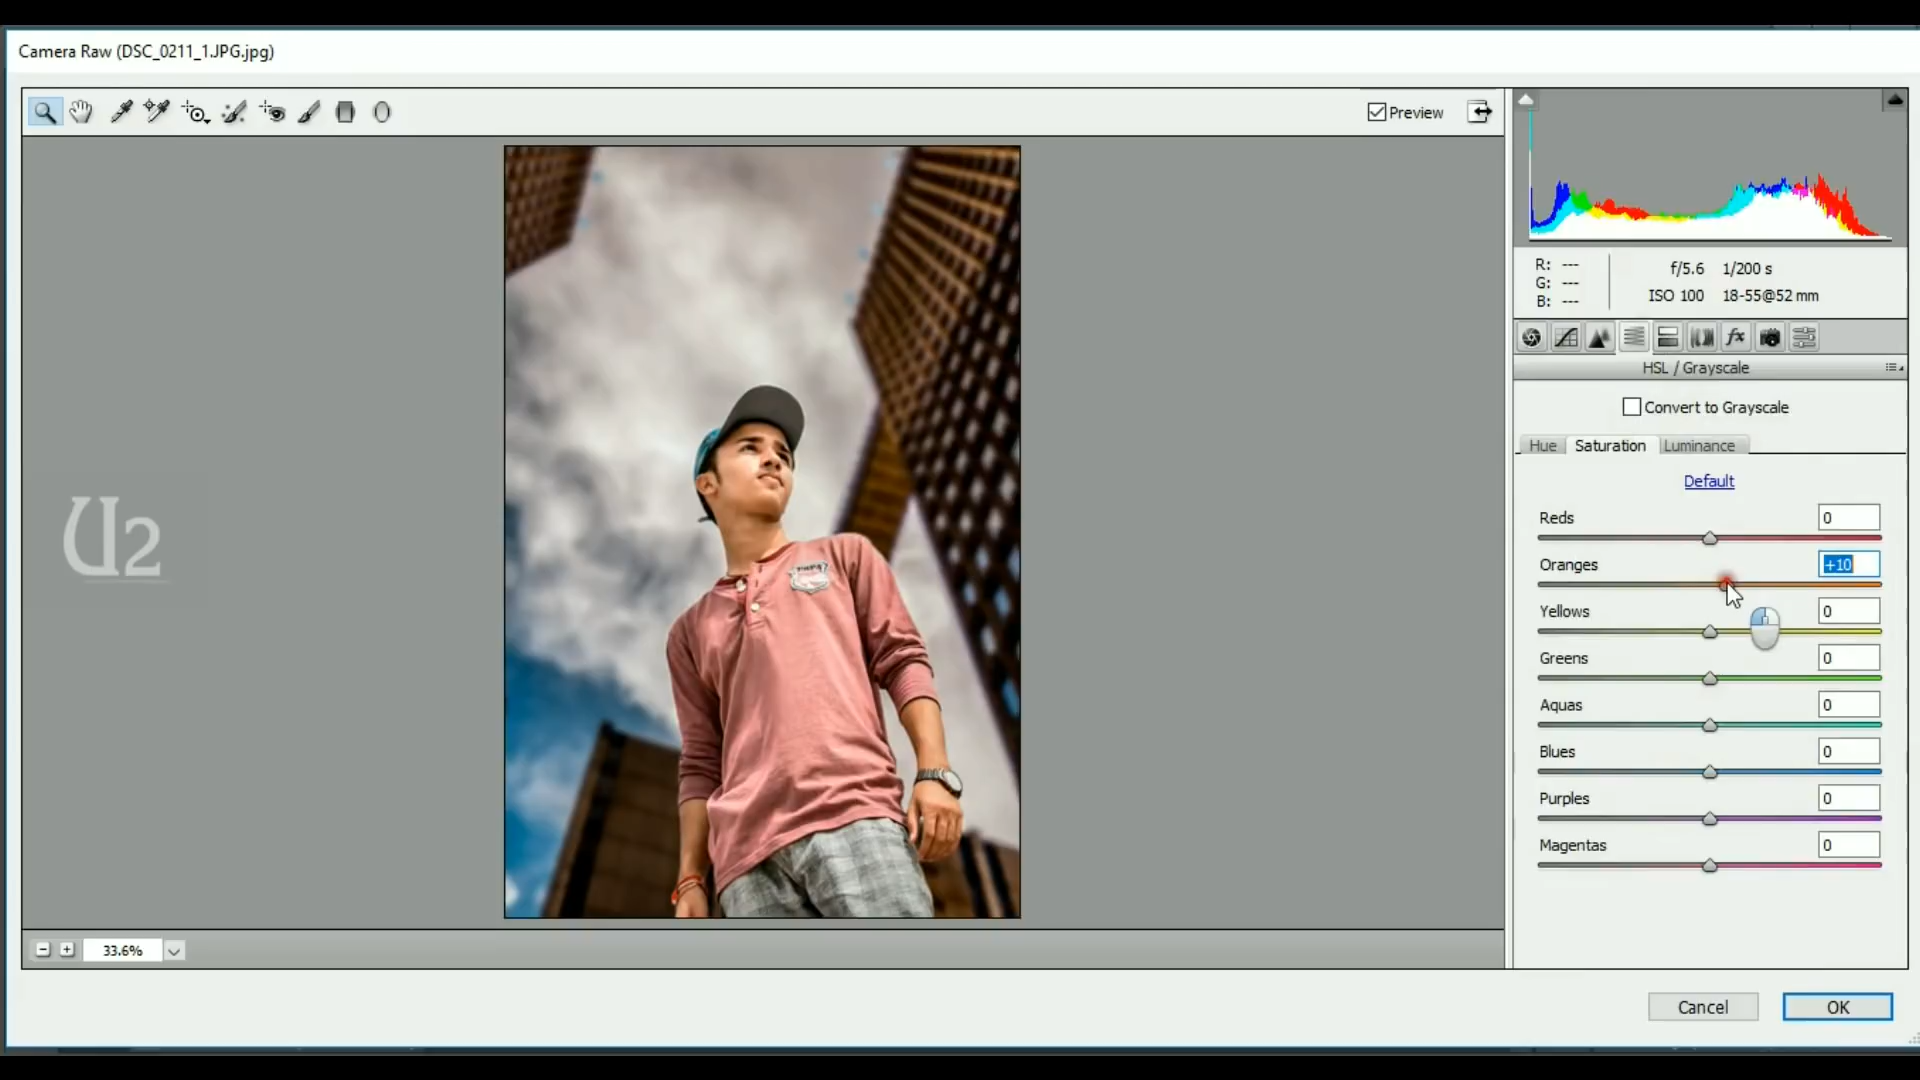 Camera Raw (DSC_0211_1.JPG.jpg)
Preview
R: ---
G: ---
B: ---
f/5.6 1/200 s
ISO 100 18-55@52 mm
fx
HSL / Grayscale
Convert to Grayscale
Hue Saturation Luminance
Default
Reds 0
Oranges +10
Yellows 0
Greens 0
Aquas 0
Blues 0
Purples 0
Magentas 0
U2
33.6%
Cancel OK